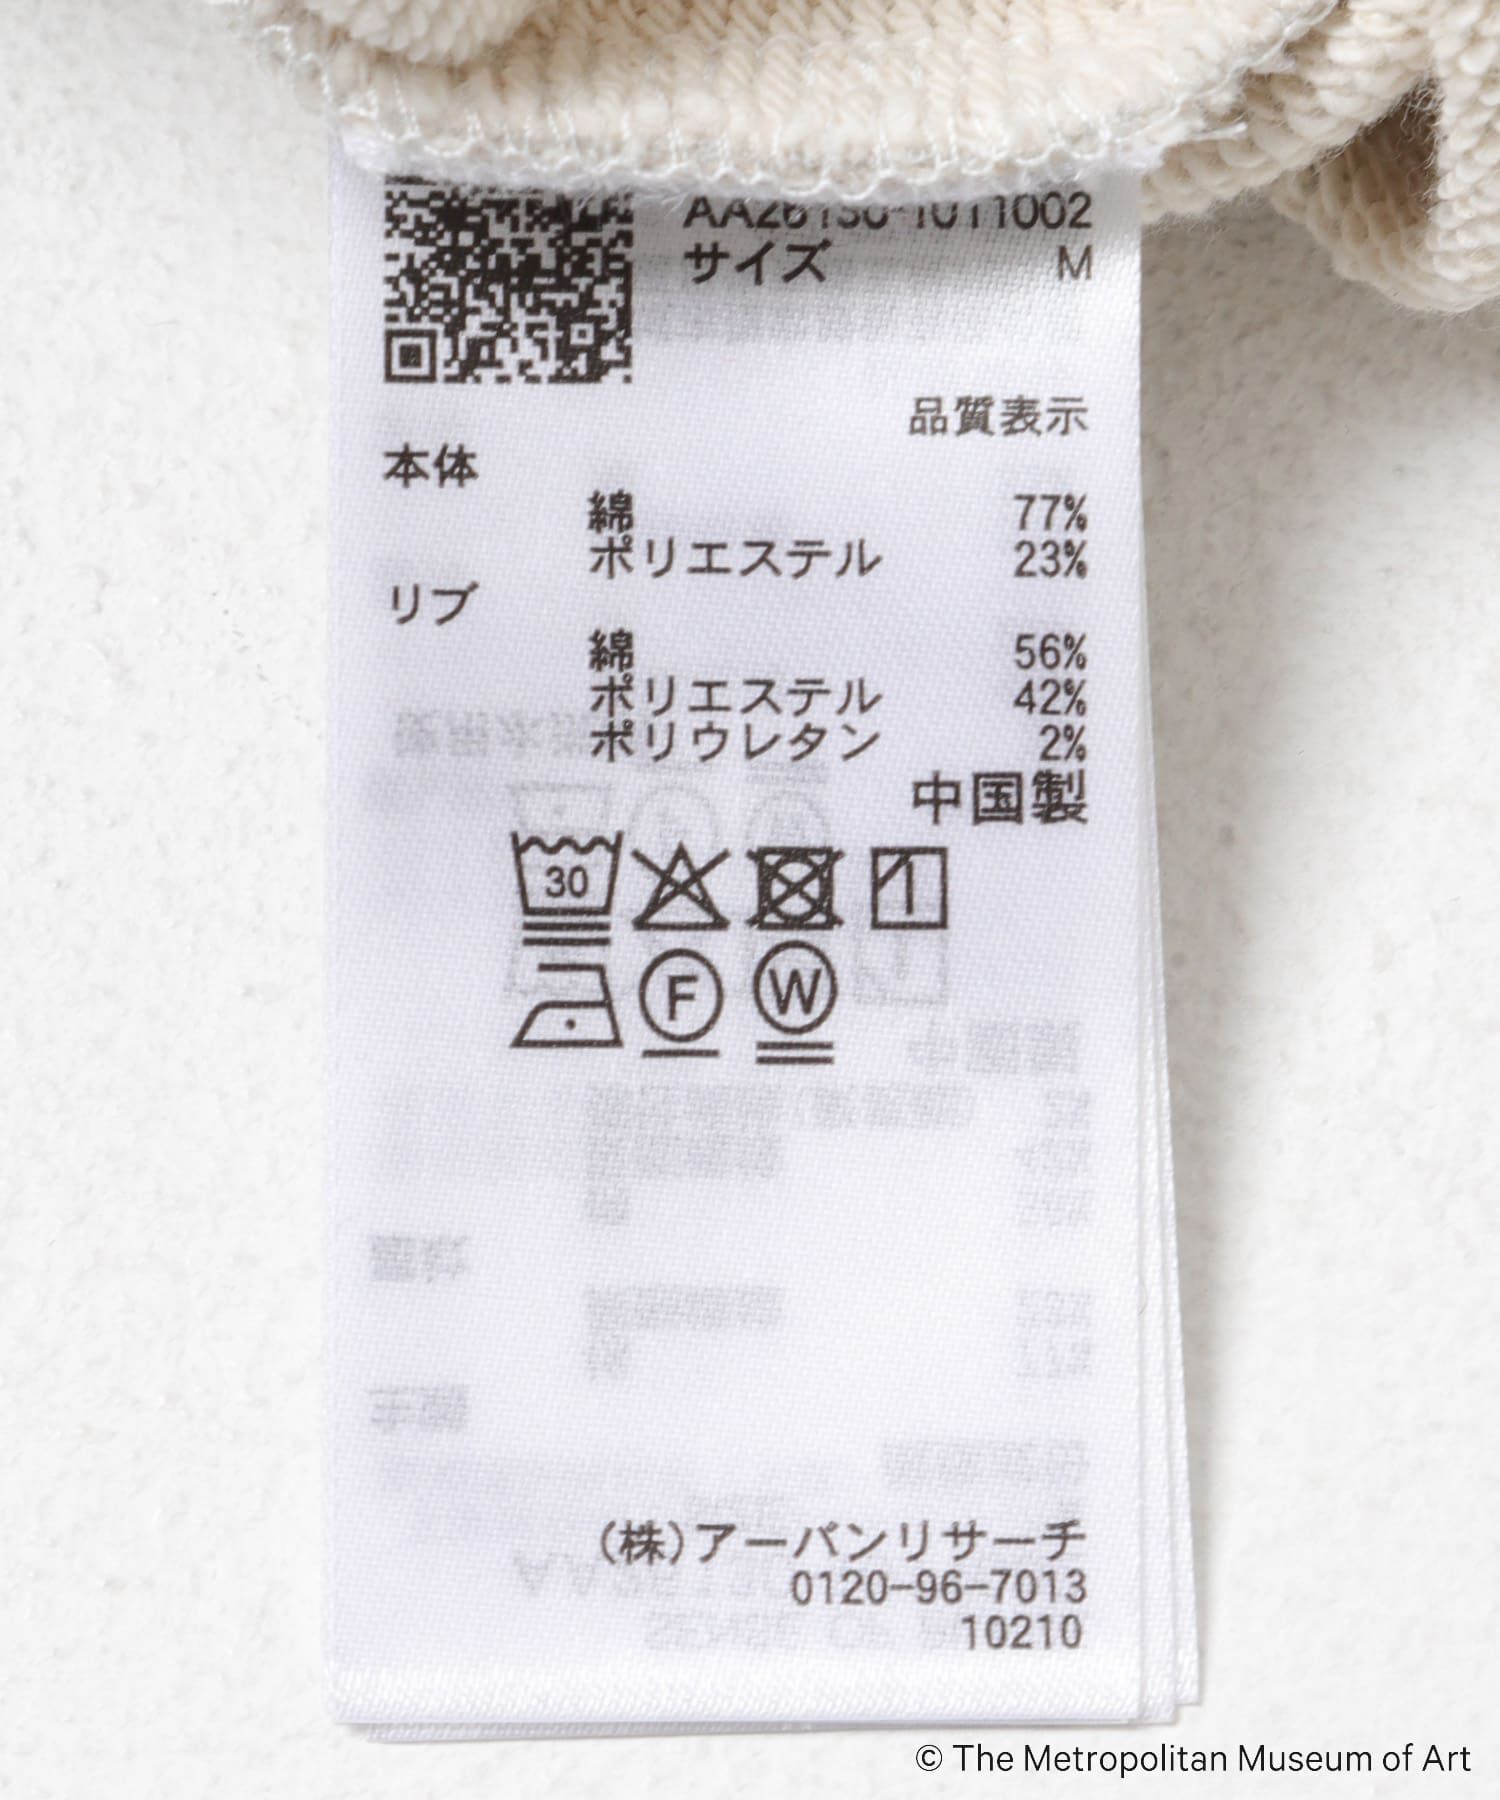 AA26130-1011002
サイズ M
品質表示
本体
綿 77%
ポリエステル 23%
リブ
綿 56%
ポリエステル 42%
ポリウレタン 2%
中国製
30
F W
(株)アーバンリサーチ
0120-96-7013
10210
© The Metropolitan Museum of Art